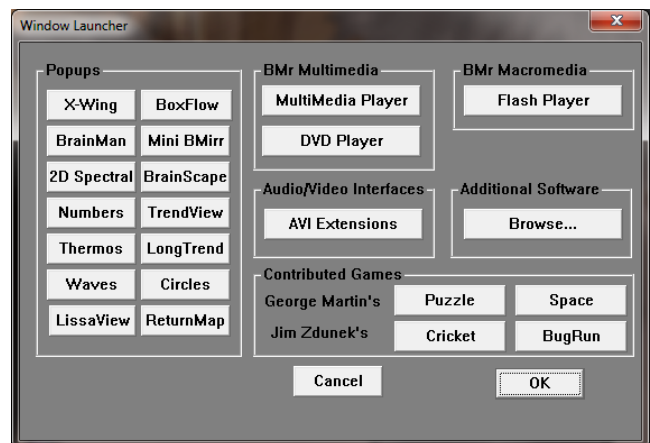 Window Launcher
Popups
X-Wing BoxFlow
BrainMan Mini BMirr
2D Spectral BrainScape
Numbers TrendView
Thermos LongTrend
Waves Circles
LissaView ReturnMap
BMr Multimedia
MultiMedia Player
DVD Player
BMr Macromedia
Flash Player
Audio/Video Interfaces
AVI Extensions
Additional Software
Browse...
Contributed Games
George Martin's Puzzle Space
Jim Zdunek's Cricket BugRun
Cancel OK